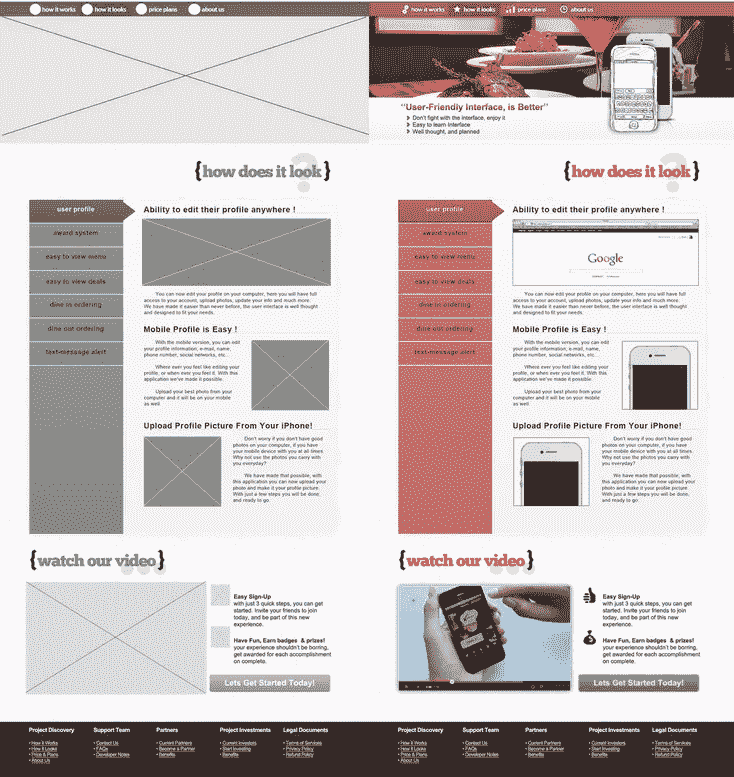 how it works
how it looks
price plans
about us
{how does it look}
?
user profile
award system
easy to view menu
easy to view deals
dine in ordering
dine out ordering
text-message alert
Ability to edit their profile anywhere !
You can now edit your profile on your computer, here you will have full
access to your account, upload photos, update your info and much more.
We have made it easier than never before, the user interface is well thought
and designed to fit your needs.
Mobile Profile is Easy !
With the mobile version, you can edit
your profile information, e-mail, name,
phone number, social networks, etc...
Where ever you feel like editing your
profile, or when ever you feel it. With this
application we've made it possible.
Upload your best photo from your
computer and it will be on your mobile
as well
Upload Profile Picture From Your iPhone!
Don't worry if you dont have good
photos on your computer, if you have
your mobile device with you at all times.
Why not use the photos you carry with
you everyday?
We have made that possible, with
this application you can now upload your
photo and make it your profile picture.
With just a few steps you will be done,
and ready to go.
{watch our video}
Easy Sign-Up
with just 3 quick steps, you can get
started. Invite your friends to join
today, and be part of this new
experience.
Have Fun, Earn badges & prizes!
your experience shouldn't be borring,
get awarded for each accomplishment
on complete.
Lets Get Started Today!
Project Discovery
• How it Works
• How it Looks
• Price & Plans
• About Us
Support Team
• Contact Us
• FAQs
• Developer Notes
Partners
• Current Partners
• Become a Partner
• Benefits
Project Investments
• Current Investors
• Start Investing
• Benefits
Legal Documents
• Terms of Services
• Privacy Policy
• Refund Policy
how it works
how it looks
price plans
about us
"User-Friendly Interface, is Better"
Don't fight with the interface, enjoy it
Easy to learn Interface
Well thought, and planned
{how does it look}
?
user profile
award system
easy to view menu
easy to view deals
dine in ordering
dine out ordering
text-message alert
Ability to edit their profile anywhere !
Google
You can now edit your profile on your computer, here you will have full
access to your account, upload photos, update your info and much more.
We have made it easier than never before, the user interface is well thought
and designed to fit your needs.
Mobile Profile is Easy !
With the mobile version, you can edit
your profile information, e-mail, name,
phone number, social networks, etc...
Where ever you feel like editing your
profile, or when ever you feel it. With this
application we've made it possible.
Upload your best photo from your
computer and it will be on your mobile
as well
Upload Profile Picture From Your iPhone!
Don't worry if you dont have good
photos on your computer, if you have
your mobile device with you at all times.
Why not use the photos you carry with
you everyday?
We have made that possible, with
this application you can now upload your
photo and make it your profile picture.
With just a few steps you will be done,
and ready to go.
{watch our video}
Easy Sign-Up
with just 3 quick steps, you can get
started. Invite your friends to join
today, and be part of this new
experience.
Have Fun, Earn badges & prizes!
your experience shouldn't be borring,
get awarded for each accomplishment
on complete.
Lets Get Started Today!
Project Discovery
• How it Works
• How it Looks
• Price & Plans
• About Us
Support Team
• Contact Us
• FAQs
• Developer Notes
Partners
• Current Partners
• Become a Partner
• Benefits
Project Investments
• Current Investors
• Start Investing
• Benefits
Legal Documents
• Terms of Services
• Privacy Policy
• Refund Policy